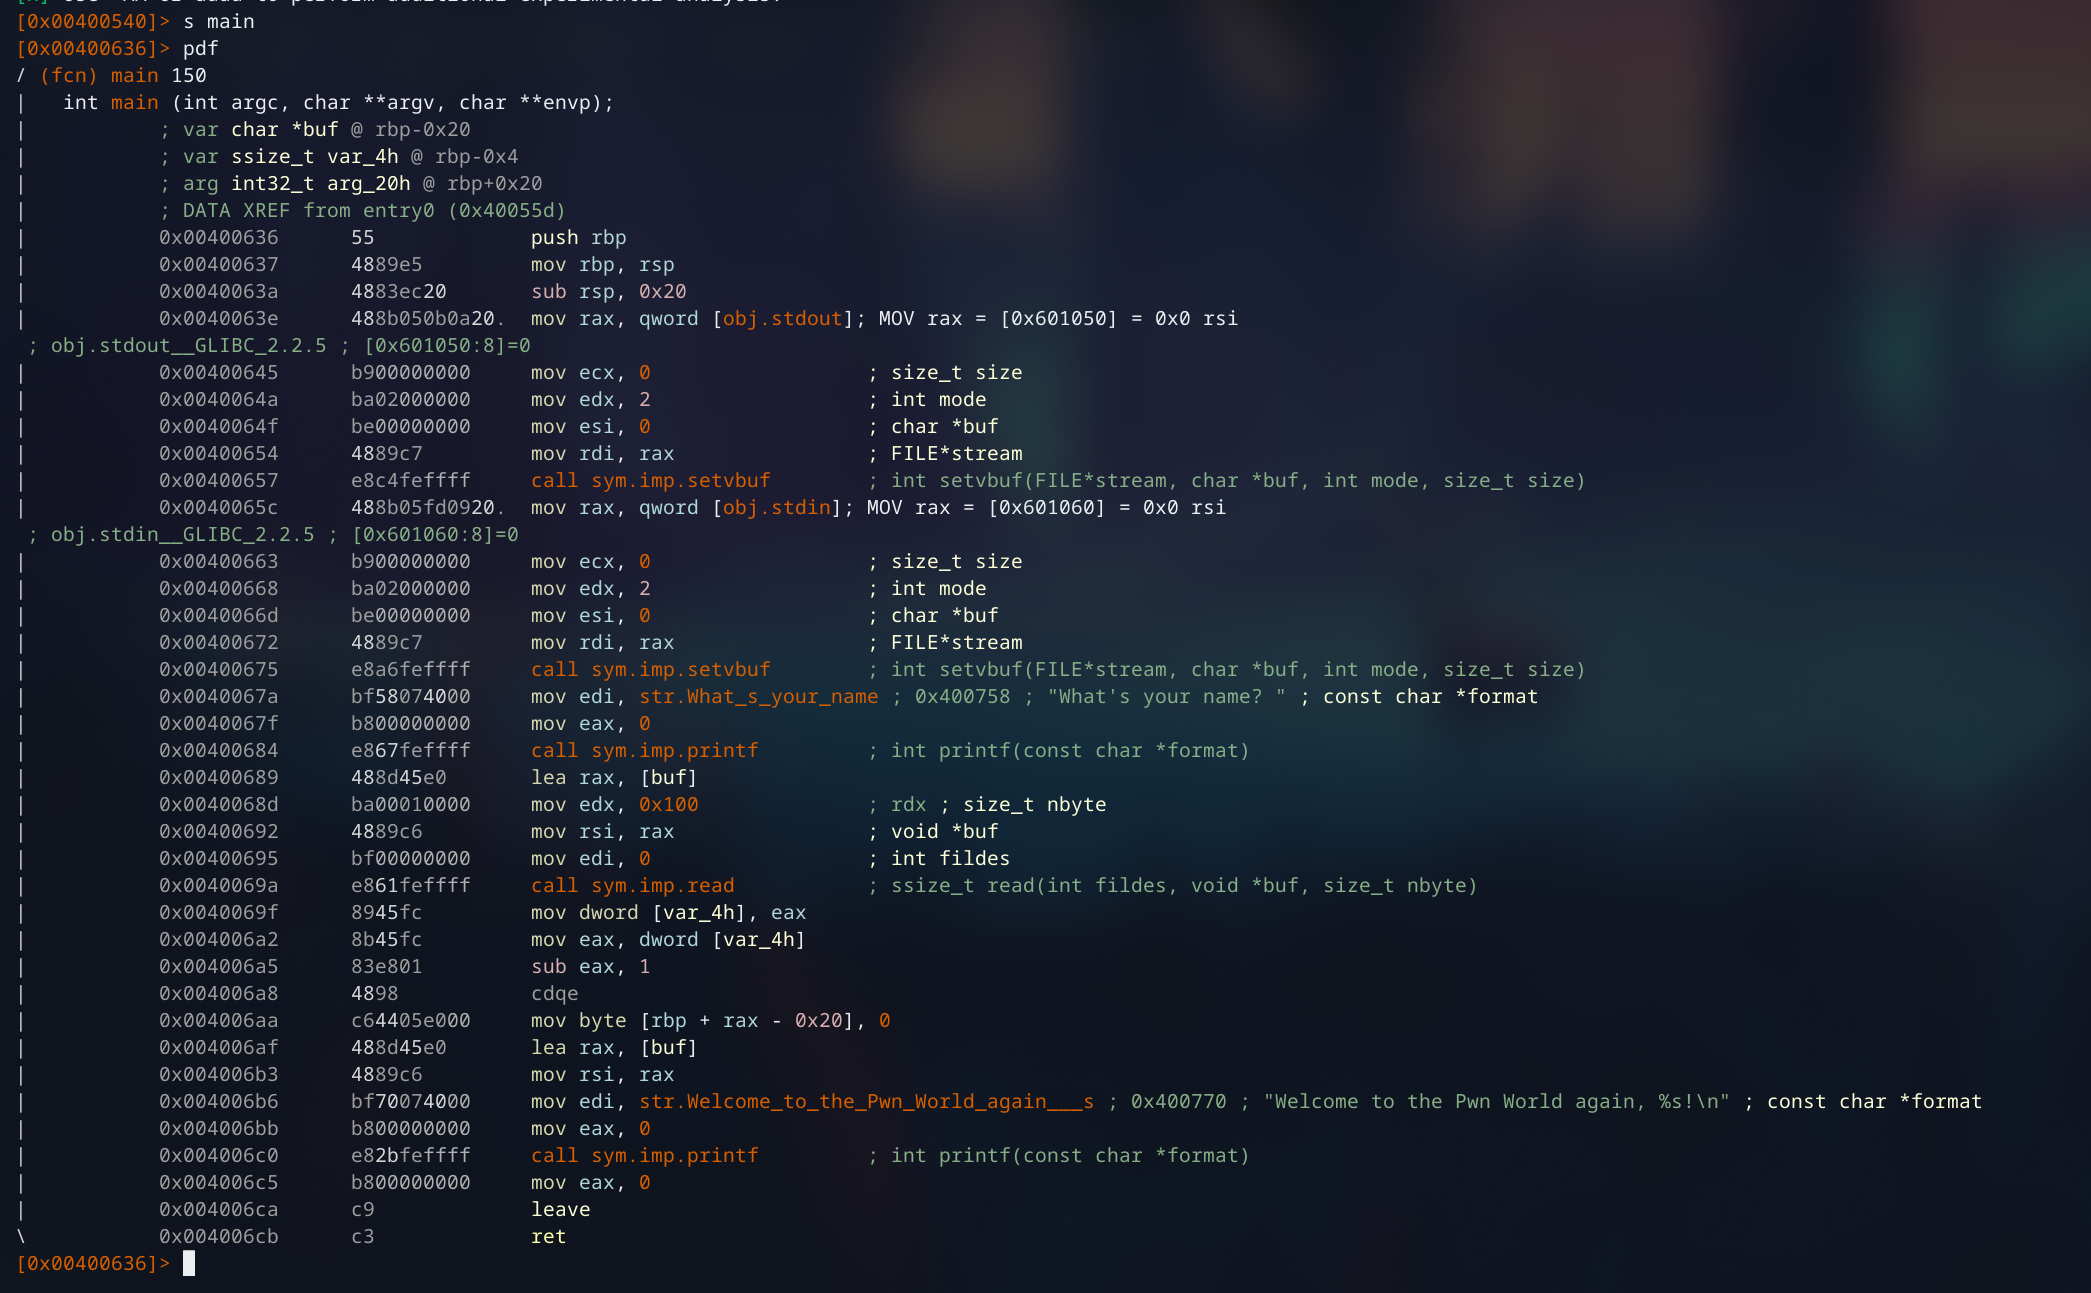 [0x00400540]> s main
[0x00400636]> pdf
/ (fcn) main 150
|   int main (int argc, char **argv, char **envp);
|           ; var char *buf @ rbp-0x20
|           ; var ssize_t var_4h @ rbp-0x4
|           ; arg int32_t arg_20h @ rbp+0x20
|           ; DATA XREF from entry0 (0x40055d)
|           0x00400636      55             push rbp
|           0x00400637      4889e5         mov rbp, rsp
|           0x0040063a      4883ec20       sub rsp, 0x20
|           0x0040063e      488b050b0a20.  mov rax, qword [obj.stdout]; MOV rax = [0x601050] = 0x0 rsi
 ; obj.stdout__GLIBC_2.2.5 ; [0x601050:8]=0
|           0x00400645      b900000000     mov ecx, 0                  ; size_t size
|           0x0040064a      ba02000000     mov edx, 2                  ; int mode
|           0x0040064f      be00000000     mov esi, 0                  ; char *buf
|           0x00400654      4889c7         mov rdi, rax                ; FILE*stream
|           0x00400657      e8c4feffff     call sym.imp.setvbuf        ; int setvbuf(FILE*stream, char *buf, int mode, size_t size)
|           0x0040065c      488b05fd0920.  mov rax, qword [obj.stdin]; MOV rax = [0x601060] = 0x0 rsi
 ; obj.stdin__GLIBC_2.2.5 ; [0x601060:8]=0
|           0x00400663      b900000000     mov ecx, 0                  ; size_t size
|           0x00400668      ba02000000     mov edx, 2                  ; int mode
|           0x0040066d      be00000000     mov esi, 0                  ; char *buf
|           0x00400672      4889c7         mov rdi, rax                ; FILE*stream
|           0x00400675      e8a6feffff     call sym.imp.setvbuf        ; int setvbuf(FILE*stream, char *buf, int mode, size_t size)
|           0x0040067a      bf58074000     mov edi, str.What_s_your_name ; 0x400758 ; "What's your name? " ; const char *format
|           0x0040067f      b800000000     mov eax, 0
|           0x00400684      e867feffff     call sym.imp.printf         ; int printf(const char *format)
|           0x00400689      488d45e0       lea rax, [buf]
|           0x0040068d      ba00010000     mov edx, 0x100              ; rdx ; size_t nbyte
|           0x00400692      4889c6         mov rsi, rax                ; void *buf
|           0x00400695      bf00000000     mov edi, 0                  ; int fildes
|           0x0040069a      e861feffff     call sym.imp.read           ; ssize_t read(int fildes, void *buf, size_t nbyte)
|           0x0040069f      8945fc         mov dword [var_4h], eax
|           0x004006a2      8b45fc         mov eax, dword [var_4h]
|           0x004006a5      83e801         sub eax, 1
|           0x004006a8      4898           cdqe
|           0x004006aa      c64405e000     mov byte [rbp + rax - 0x20], 0
|           0x004006af      488d45e0       lea rax, [buf]
|           0x004006b3      4889c6         mov rsi, rax
|           0x004006b6      bf70074000     mov edi, str.Welcome_to_the_Pwn_World_again___s ; 0x400770 ; "Welcome to the Pwn World again, %s!\n" ; const char *format
|           0x004006bb      b800000000     mov eax, 0
|           0x004006c0      e82bfeffff     call sym.imp.printf         ; int printf(const char *format)
|           0x004006c5      b800000000     mov eax, 0
|           0x004006ca      c9             leave
\           0x004006cb      c3             ret
[0x00400636]>